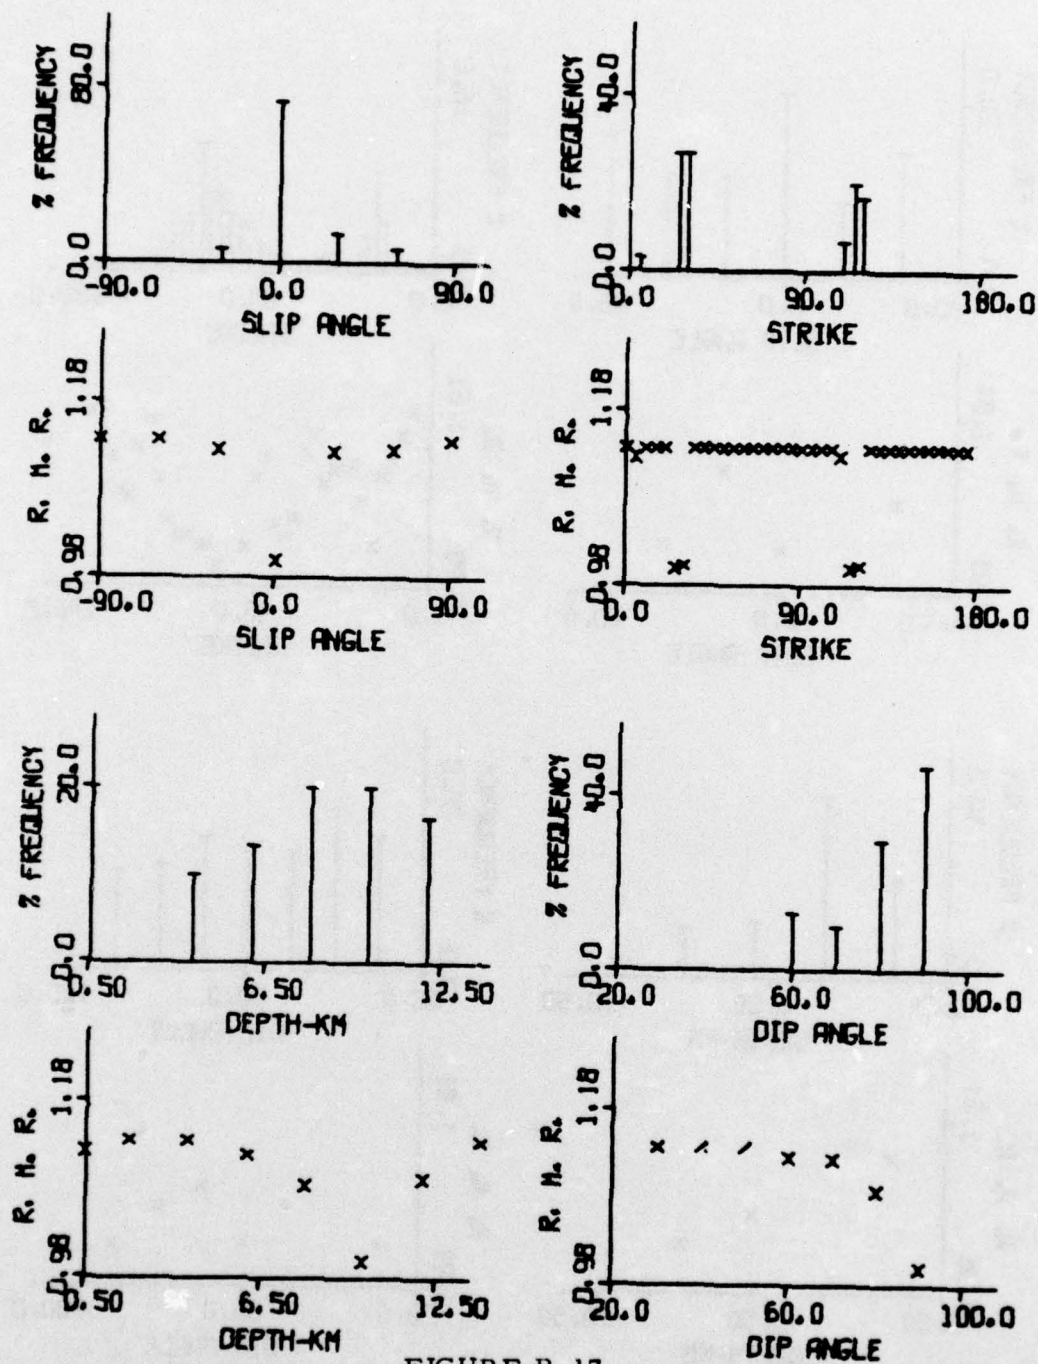 % FREQUENCY
80.0
0.0
-90.0 0.0 90.0
SLIP ANGLE
% FREQUENCY
40.0
0.0
0.0 90.0 180.0
STRIKE
R. M. R.
1.18
0.98
-90.0 0.0 90.0
SLIP ANGLE
R. M. R.
1.18
0.98
0.0 90.0 180.0
STRIKE
% FREQUENCY
20.0
0.0
0.50 6.50 12.50
DEPTH-KM
% FREQUENCY
40.0
0.0
20.0 60.0 100.0
DIP ANGLE
R. M. R.
1.18
0.98
0.50 6.50 12.50
DEPTH-KM
R. M. R.
1.18
0.98
20.0 60.0 100.0
DIP ANGLE